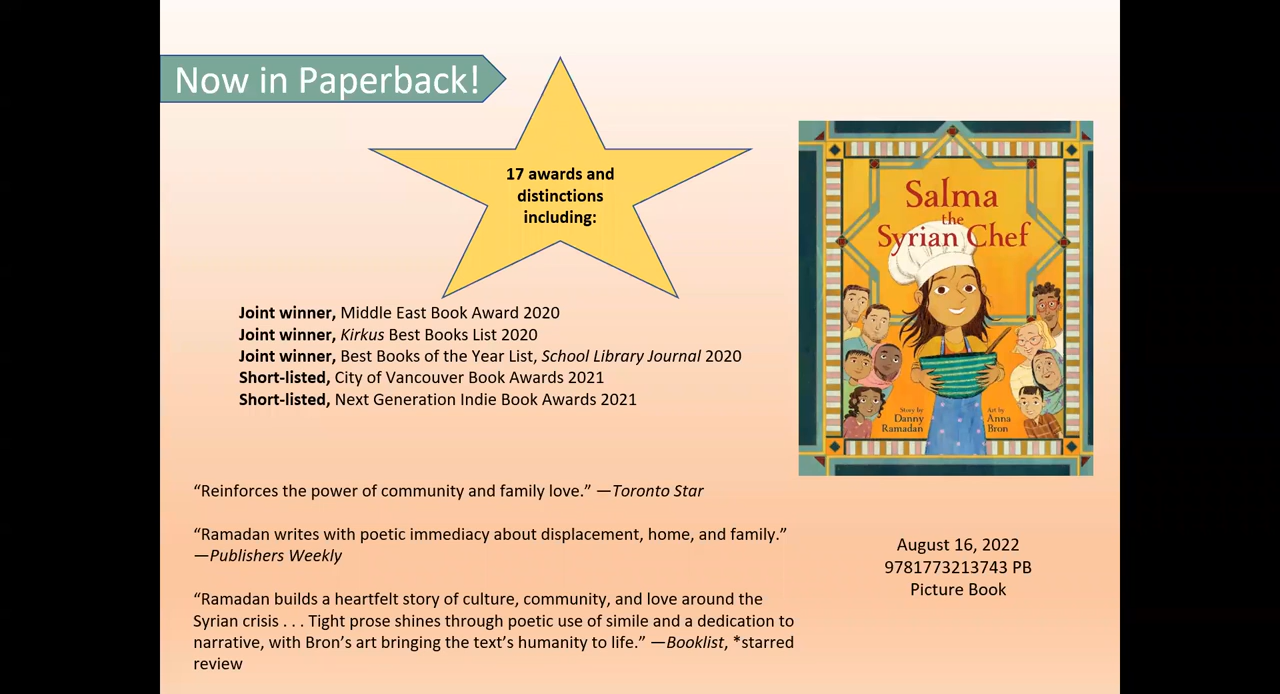 Now in Paperback!
17 awards and
distinctions
including:
Salma
the
Syrian Chef
Story by
Danny
Ramadan
Art by
Anna
Bron
Joint winner, Middle East Book Award 2020
Joint winner, Kirkus Best Books List 2020
Joint winner, Best Books of the Year List, School Library Journal 2020
Short-listed, City of Vancouver Book Awards 2021
Short-listed, Next Generation Indie Book Awards 2021
“Reinforces the power of community and family love.” —Toronto Star
“Ramadan writes with poetic immediacy about displacement, home, and family.”
—Publishers Weekly
“Ramadan builds a heartfelt story of culture, community, and love around the
Syrian crisis . . . Tight prose shines through poetic use of simile and a dedication to
narrative, with Bron’s art bringing the text’s humanity to life.” —Booklist, *starred
review
August 16, 2022
9781773213743 PB
Picture Book